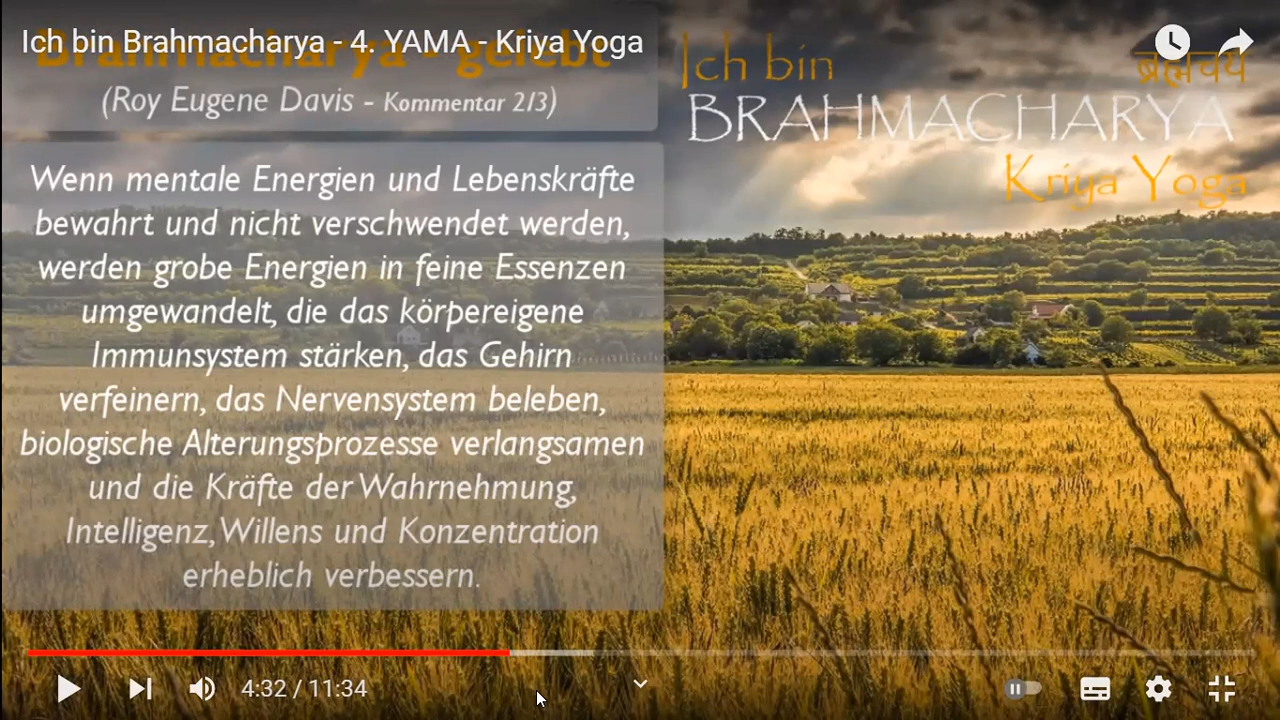 Ich bin Brahmacharya - 4. YAMA - Kriya Yoga
Brahmacharya - gelebt
(Roy Eugene Davis - Kommentar 2/3)
Wenn mentale Energien und Lebenskräfte
bewahrt und nicht verschwendet werden,
werden grobe Energien in feine Essenzen
umgewandelt, die das körpereigene
Immunsystem stärken, das Gehirn
verfeinern, das Nervensystem beleben,
biologische Alterungsprozesse verlangsamen
und die Kräfte der Wahrnehmung,
Intelligenz, Willens und Konzentration
erheblich verbessern.
Ich bin
ब्रह्मचर्य
BRAHMACHARYA
Kriya Yoga
4:32 / 11:34